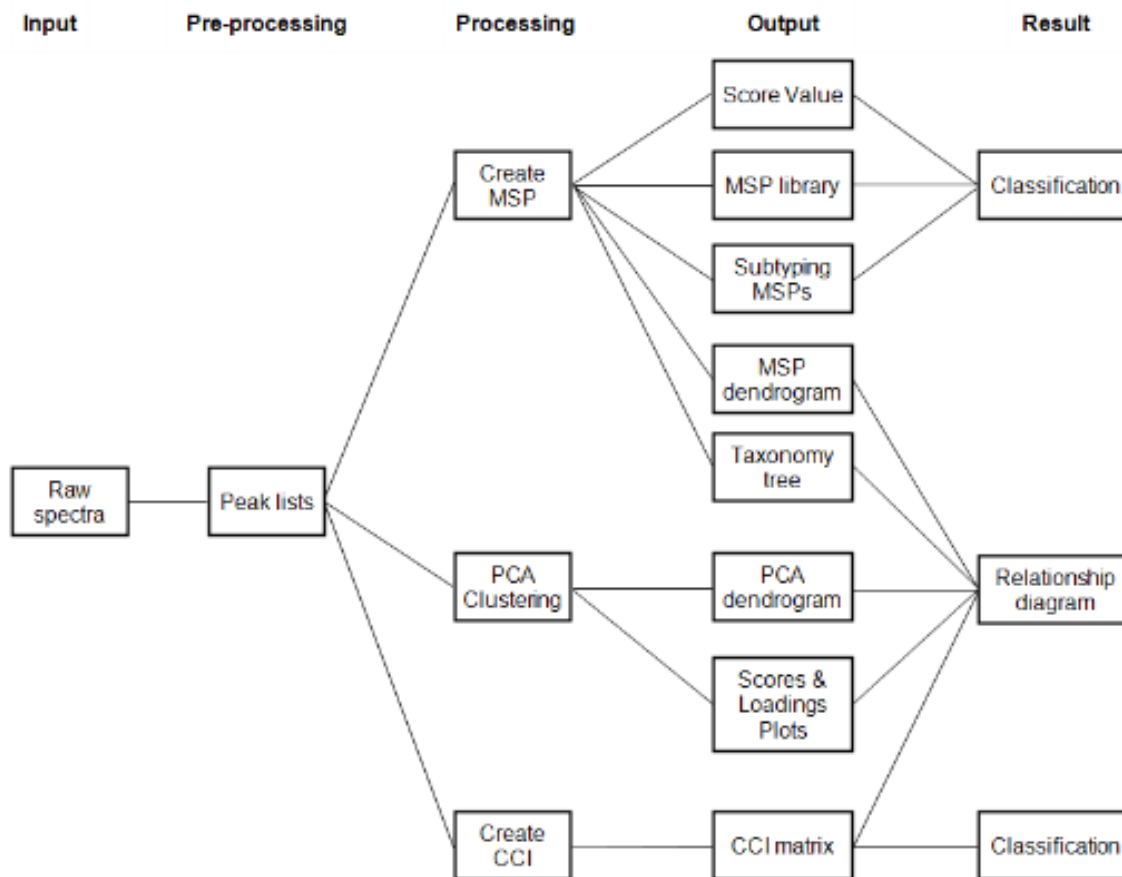 Input
Pre-processing
Processing
Output
Result
Score Value
Create
MSP
MSP library
Classification
Subtyping
MSPs
MSP
dendrogram
Taxonomy
tree
Raw
spectra
Peak lists
PCA
Clustering
PCA
dendrogram
Relationship
diagram
Scores &
Loadings
Plots
Create
CCI
CCI matrix
Classification